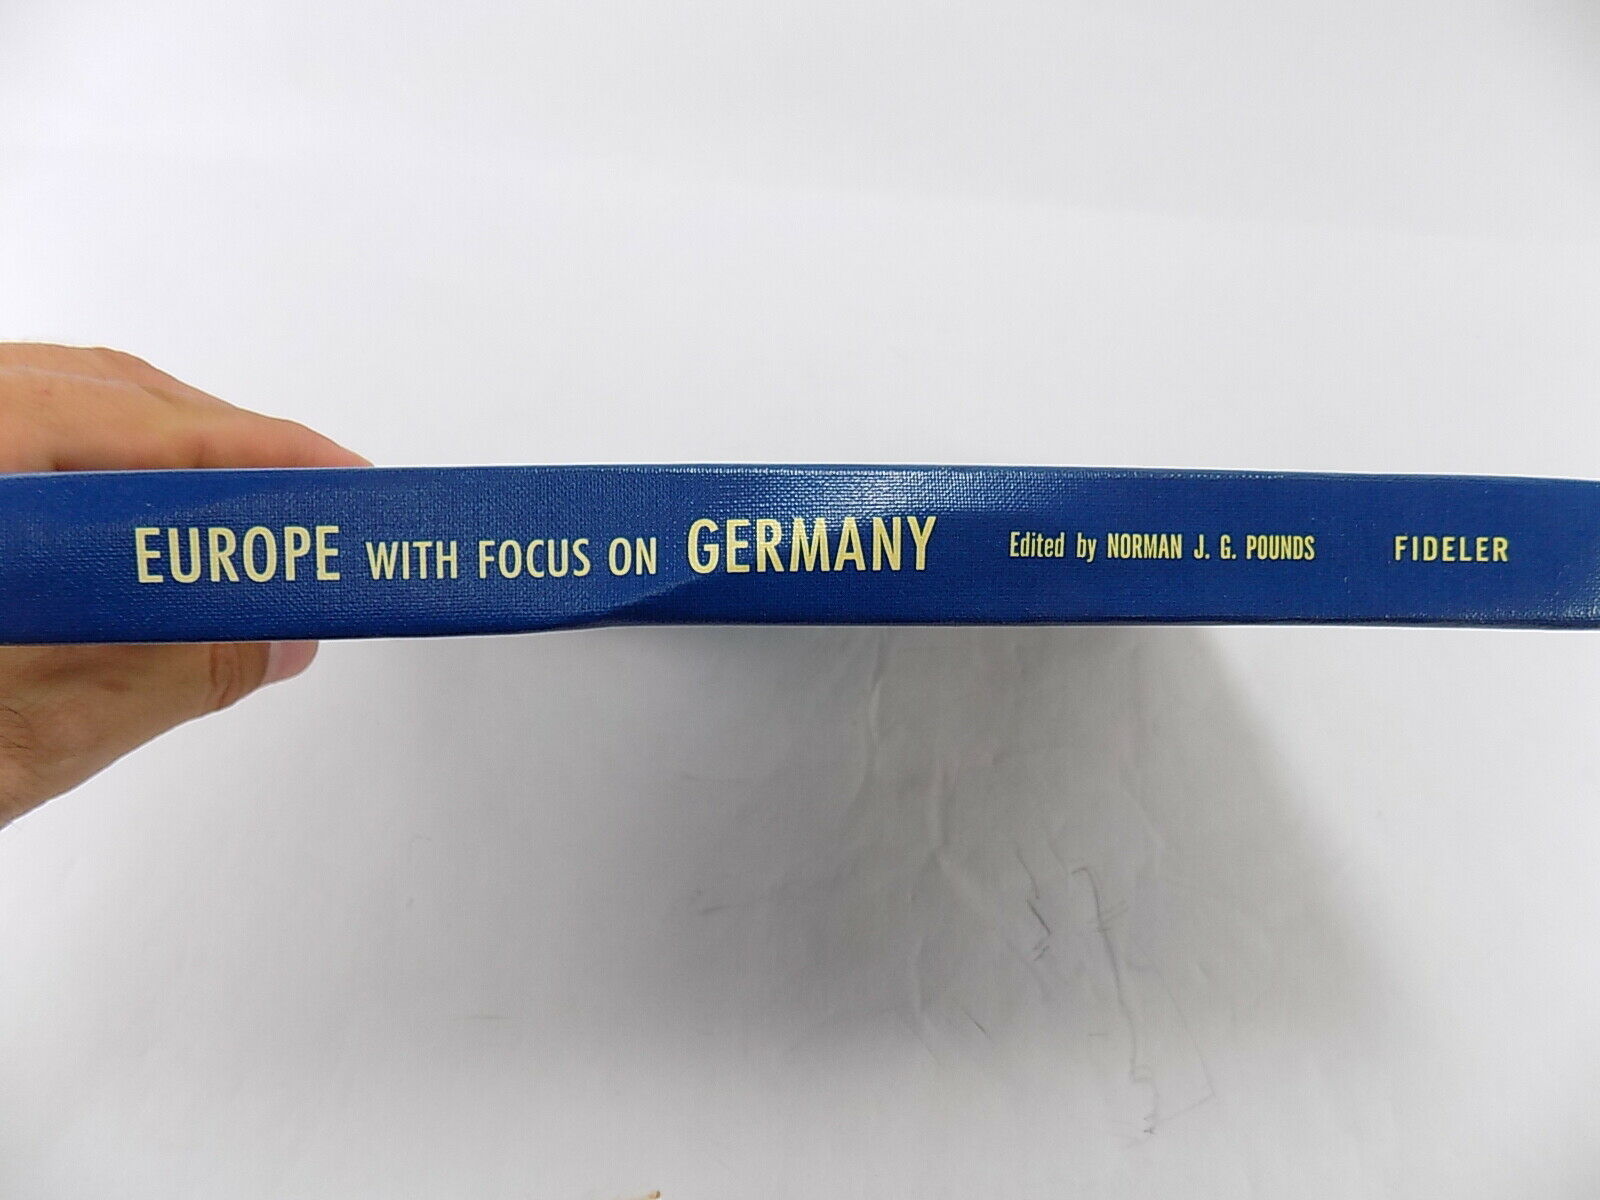 EUROPE WITH FOCUS ON GERMANY Edited by NORMAN J. G. POUNDS FIDELER